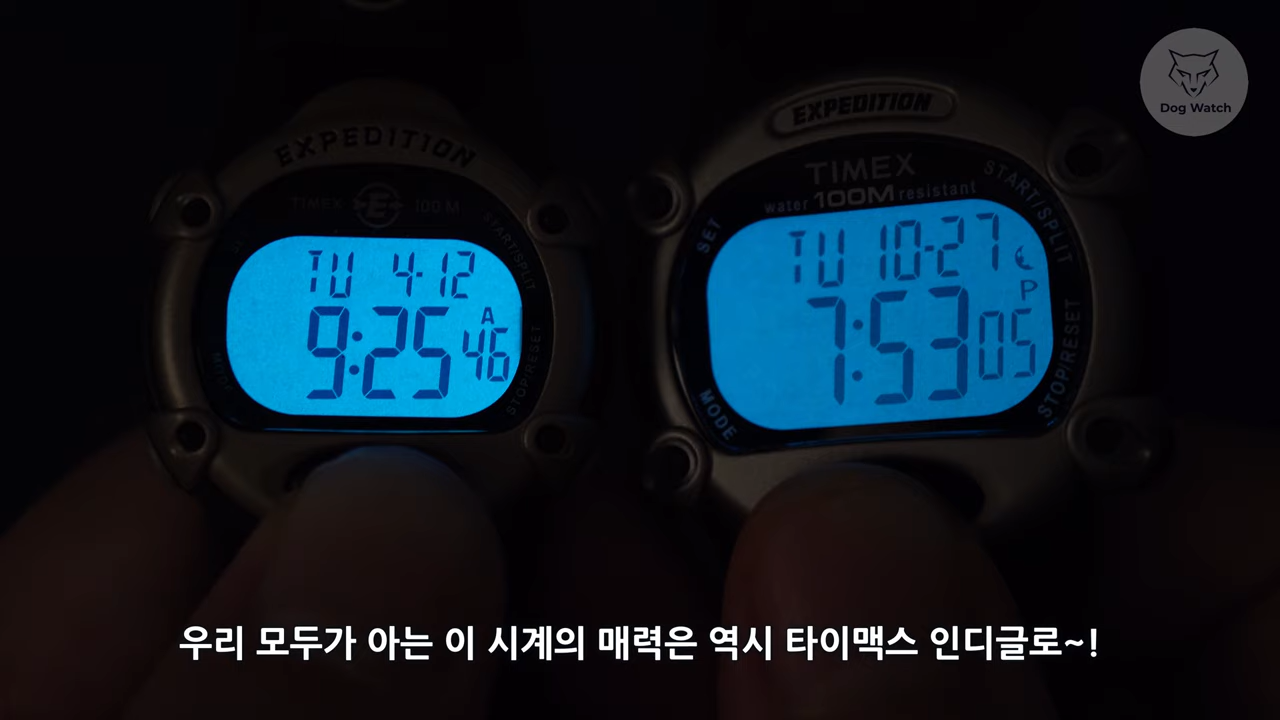 Dog Watch
EXPEDITION
TIMEX E 100 M
START/SPLIT
TU 4-12
A
9:25 46
STOP/RESET
EXPEDITION
TIMEX
water 100M resistant
SET
START/SPLIT
TU 10-27
P
7:53 05
MODE
STOP/RESET
우리 모두가 아는 이 시계의 매력은 역시 타이맥스 인디글로~!